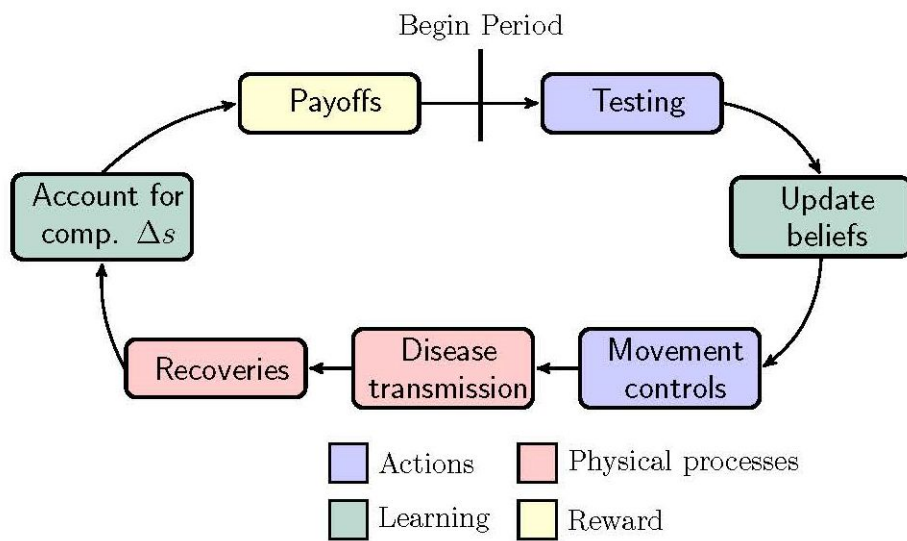 Begin Period
Payoffs
Testing
Account for
comp. Δs
Update
beliefs
Recoveries
Disease
transmission
Movement
controls
Actions
Physical processes
Learning
Reward